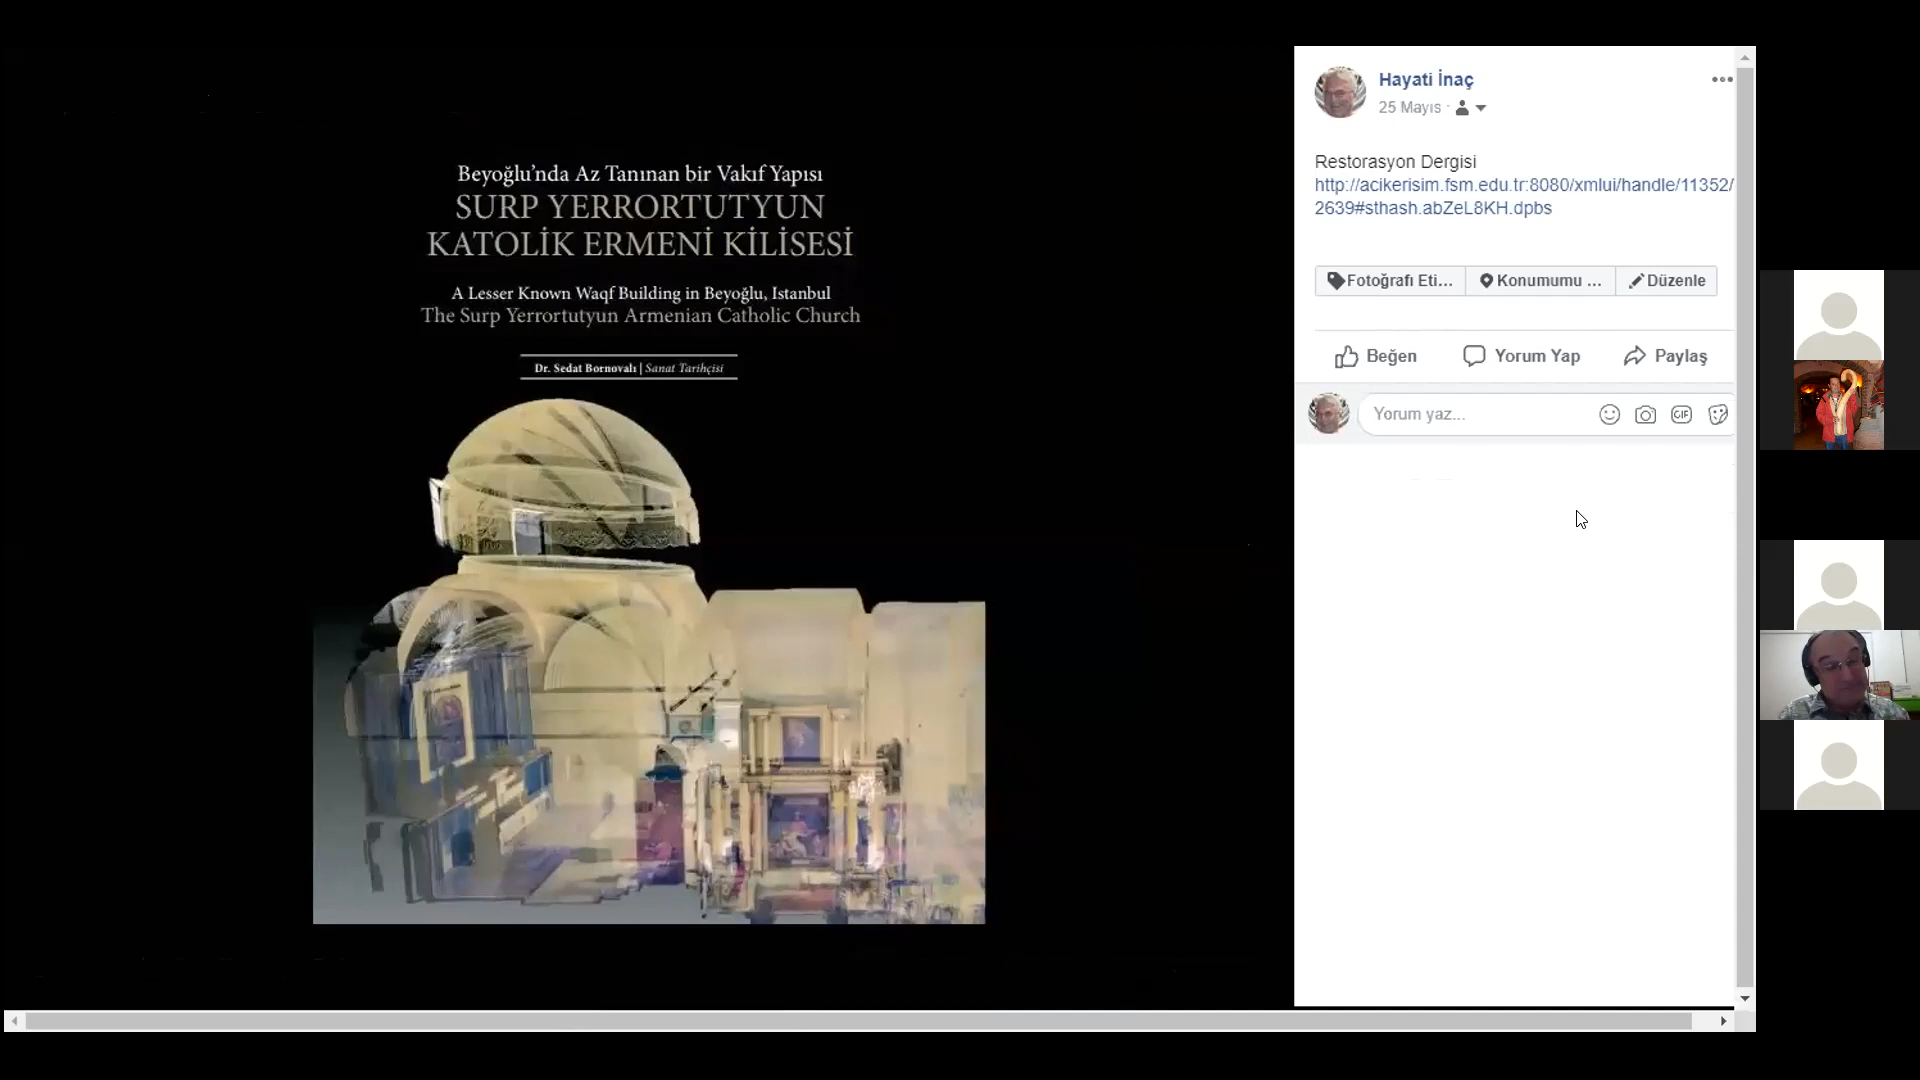 Beyoğlu'nda Az Tanınan bir Vakıf Yapısı
SURP YERRORTUTYUN
KATOLİK ERMENİ KİLİSESİ
A Lesser Known Waqf Building in Beyoğlu, Istanbul
The Surp Yerrortutyun Armenian Catholic Church
Dr. Sedat Bornovalı | Sanat Tarihçisi
Hayati İnaç
25 Mayıs ·
Restorasyon Dergisi
http://acikerisim.fsm.edu.tr:8080/xmlui/handle/11352/
2639#sthash.abZeL8KH.dpbs
Fotoğrafı Eti... Konumumu ... Düzenle
Beğen Yorum Yap Paylaş
Yorum yaz... GIF